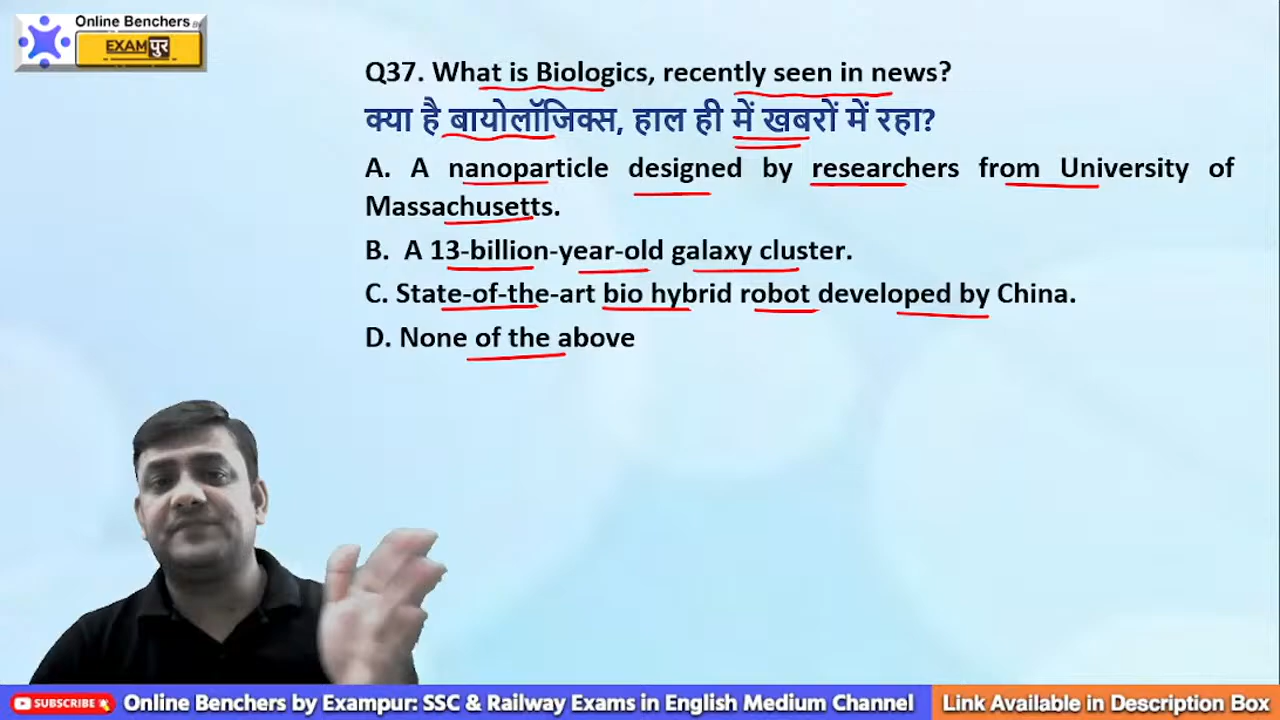 Online Benchers By
EXAMपुर
Q37. What is Biologics, recently seen in news?
क्या है बायोलॉजिक्स, हाल ही में खबरों में रहा?
A. A nanoparticle designed by researchers from University of
Massachusetts.
B. A 13-billion-year-old galaxy cluster.
C. State-of-the-art bio hybrid robot developed by China.
D. None of the above
SUBSCRIBE Online Benchers by Exampur: SSC & Railway Exams in English Medium Channel Link Available in Description Box